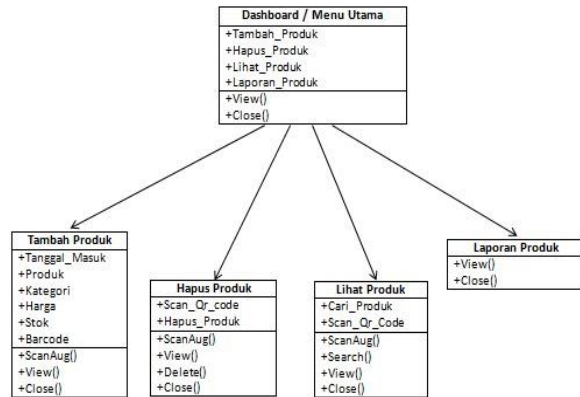 Dashboard / Menu Utama
+Tambah_Produk
+Hapus_Produk
+Lihat_Produk
+Laporan_Produk
+View()
+Close()
Tambah Produk
+Tanggal_Masuk
+Produk
+Kategori
+Harga
+Stok
+Barcode
+ScanAug()
+View()
+Close()
Hapus Produk
+Scan_Qr_code
+Hapus_Produk
+ScanAug()
+View()
+Delete()
+Close()
Lihat Produk
+Cari_Produk
+Scan_Qr_Code
+ScanAug()
+Search()
+View()
+Close()
Laporan Produk
+View()
+Close()